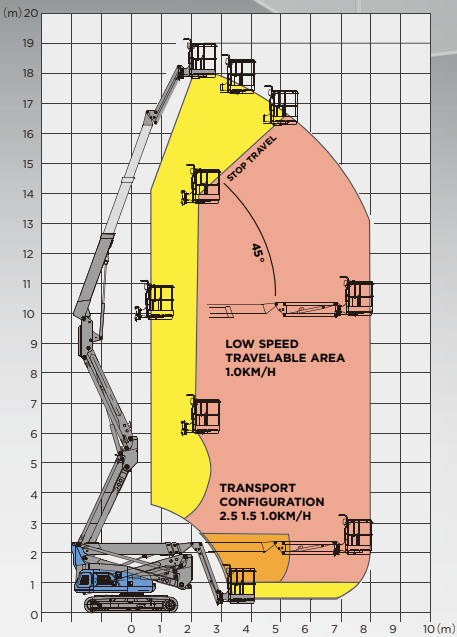 (m) 20
19
18
17
16
STOP TRAVEL
15
14
13
12
45°
11
10
9
LOW SPEED
TRAVELABLE AREA
1.0KM/H
8
7
6
5
4
TRANSPORT
CONFIGURATION
2.5 1.5 1.0KM/H
3
2
1
0
0 1 2 3 4 5 6 7 8 9 10 (m)